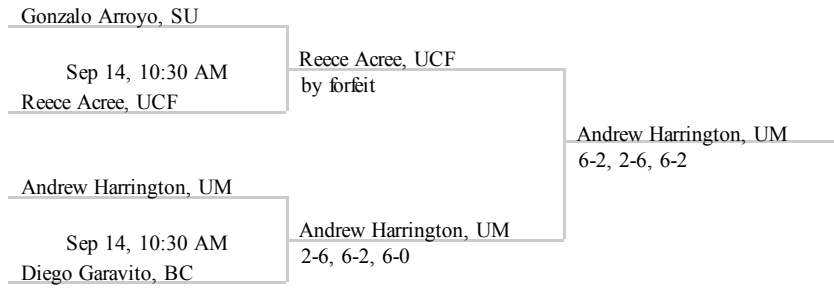 Gonzalo Arroyo, SU
Sep 14, 10:30 AM
Reece Acree, UCF
Reece Acree, UCF
by forfeit
Andrew Harrington, UM
Sep 14, 10:30 AM
Diego Garavito, BC
Andrew Harrington, UM
2-6, 6-2, 6-0
Andrew Harrington, UM
6-2, 2-6, 6-2